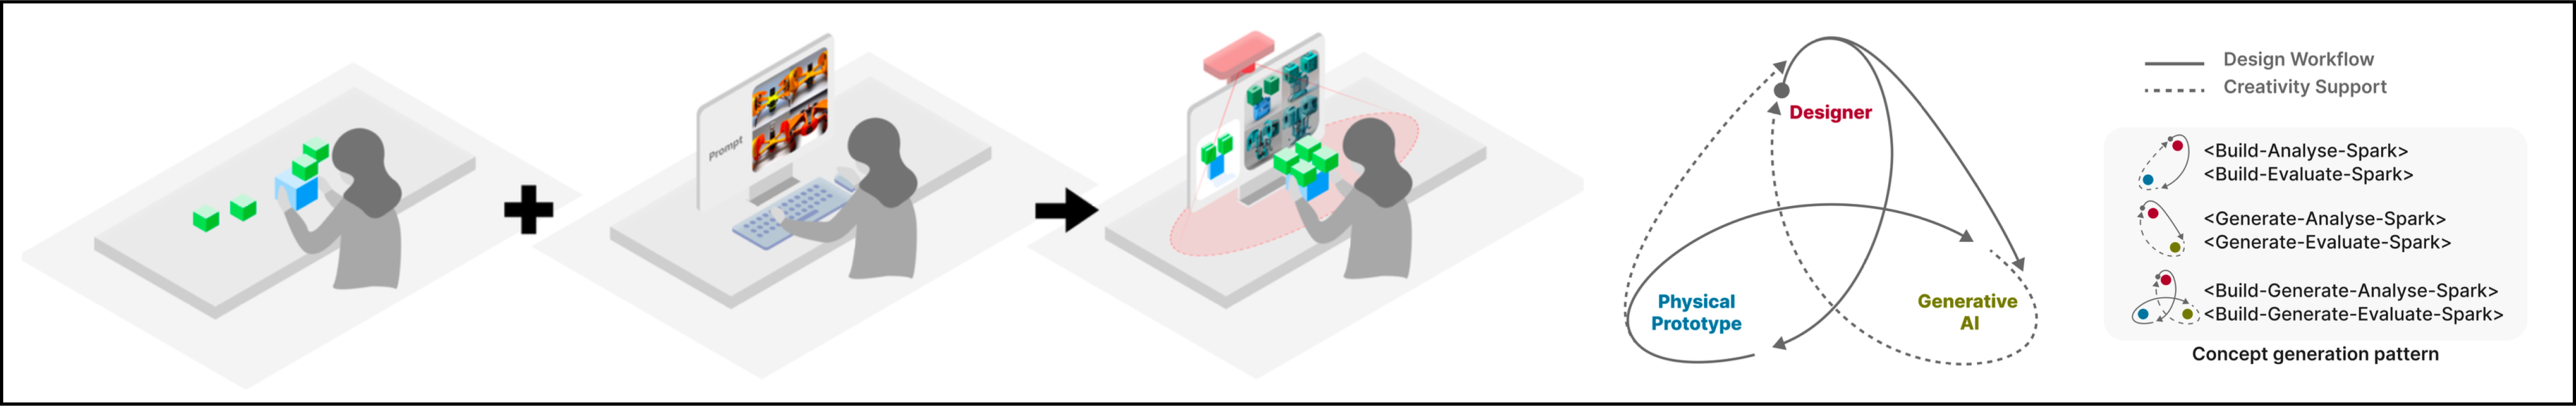 Prompt
Designer
Physical
Prototype
Generative
AI
Design Workflow
Creativity Support
<Build-Analyse-Spark>
<Build-Evaluate-Spark>
<Generate-Analyse-Spark>
<Generate-Evaluate-Spark>
<Build-Generate-Analyse-Spark>
<Build-Generate-Evaluate-Spark>
Concept generation pattern